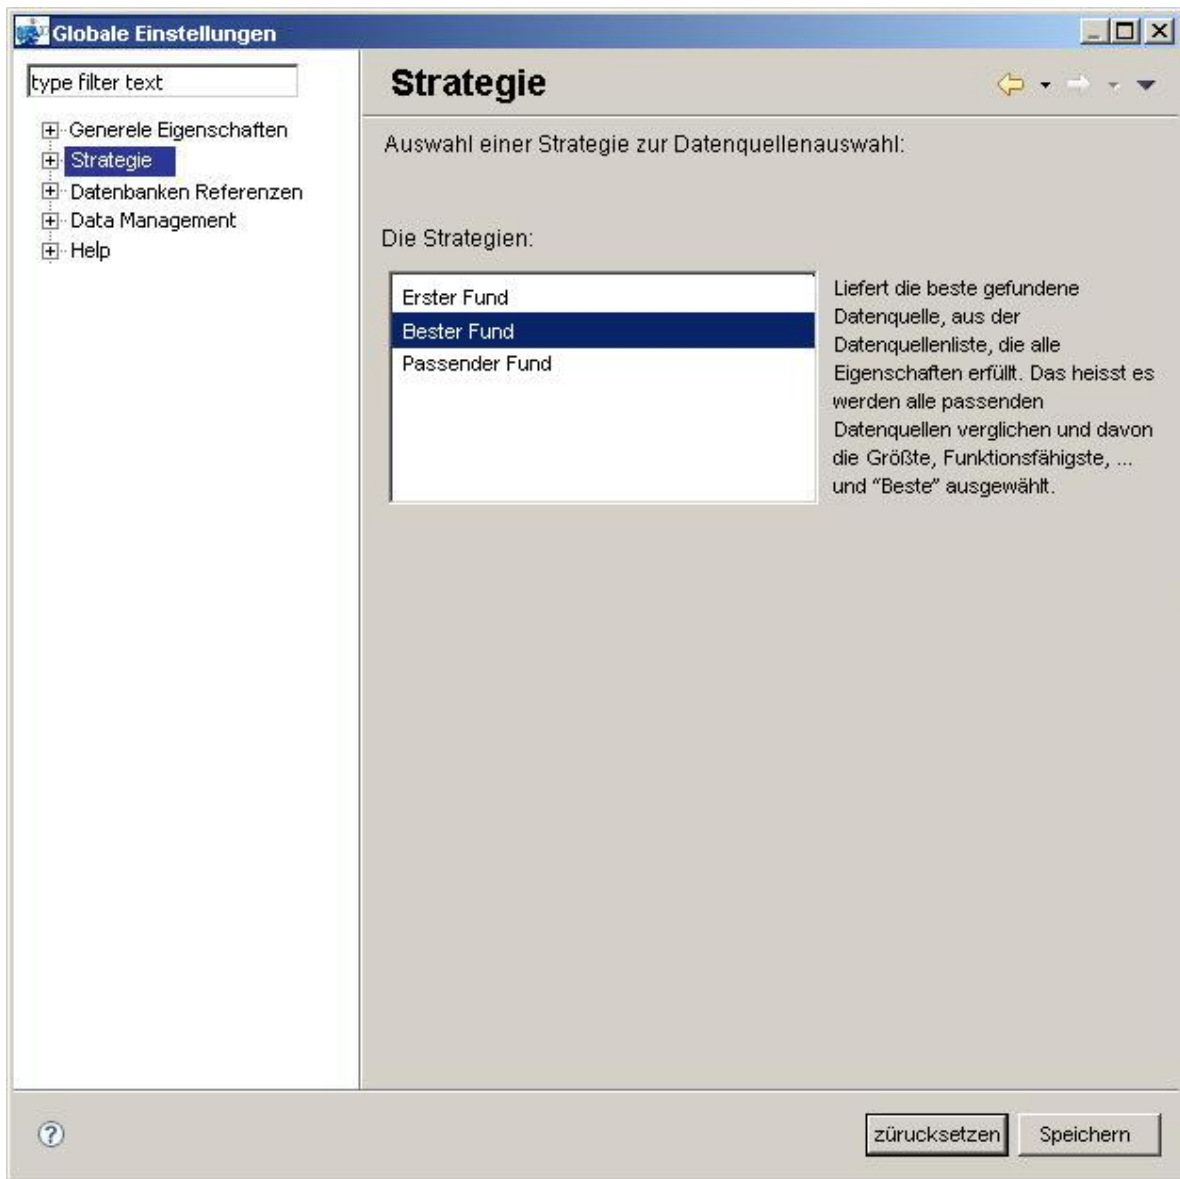 Globale Einstellungen
type filter text
Generele Eigenschaften
Strategie
Datenbanken Referenzen
Data Management
Help
Strategie
Auswahl einer Strategie zur Datenquellenauswahl:
Die Strategien:
Erster Fund
Bester Fund
Passender Fund
Liefert die beste gefundene
Datenquelle, aus der
Datenquellenliste, die alle
Eigenschaften erfüllt. Das heisst es
werden alle passenden
Datenquellen verglichen und davon
die Größte, Funktionsfähigste, ...
und “Beste” ausgewählt.
?
zürucksetzen
Speichern